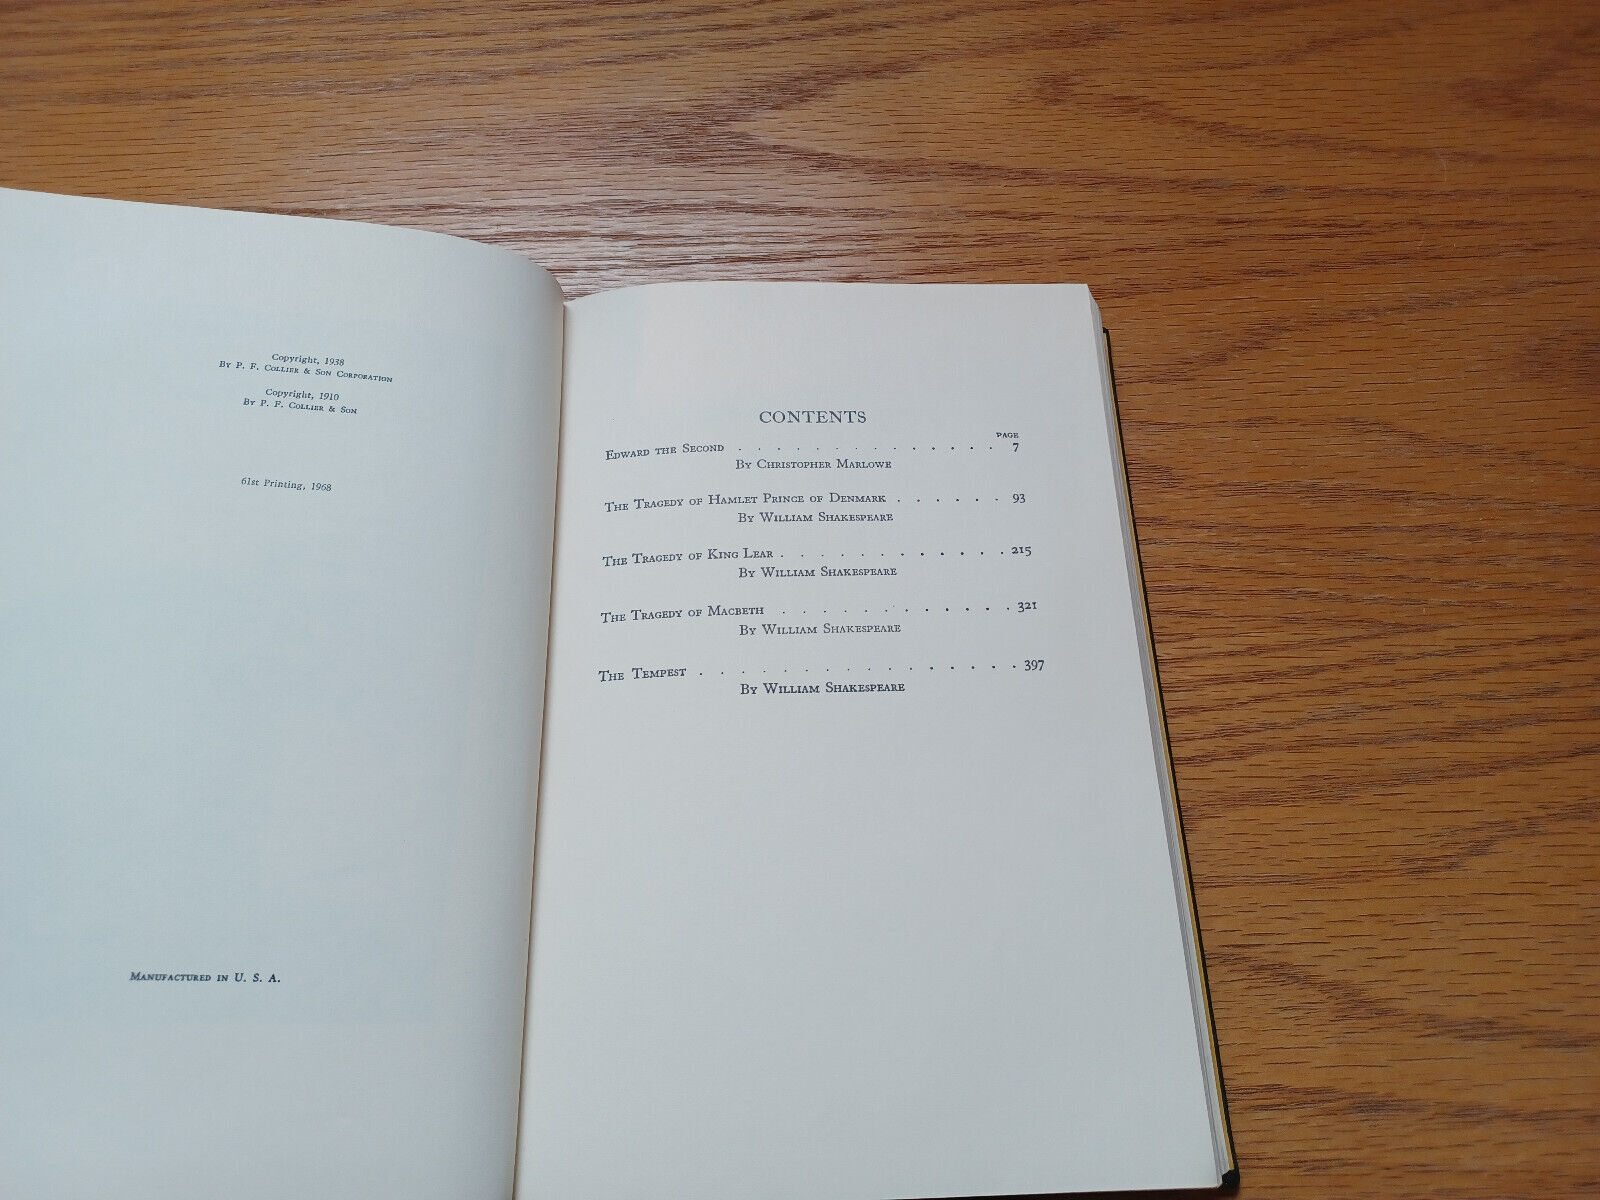 Copyright, 1938
By P. F. Collier & Son Corporation
Copyright, 1910
By P. F. Collier & Son
61st Printing, 1968
Manufactured in U. S. A.
CONTENTS
PAGE
Edward the Second . . . . . . . . . . . . . . 7
By Christopher Marlowe
The Tragedy of Hamlet Prince of Denmark . . . . . . 93
By William Shakespeare
The Tragedy of King Lear . . . . . . . . . . . 215
By William Shakespeare
The Tragedy of Macbeth . . . . . . . . . . . 321
By William Shakespeare
The Tempest . . . . . . . . . . . . . . . 397
By William Shakespeare